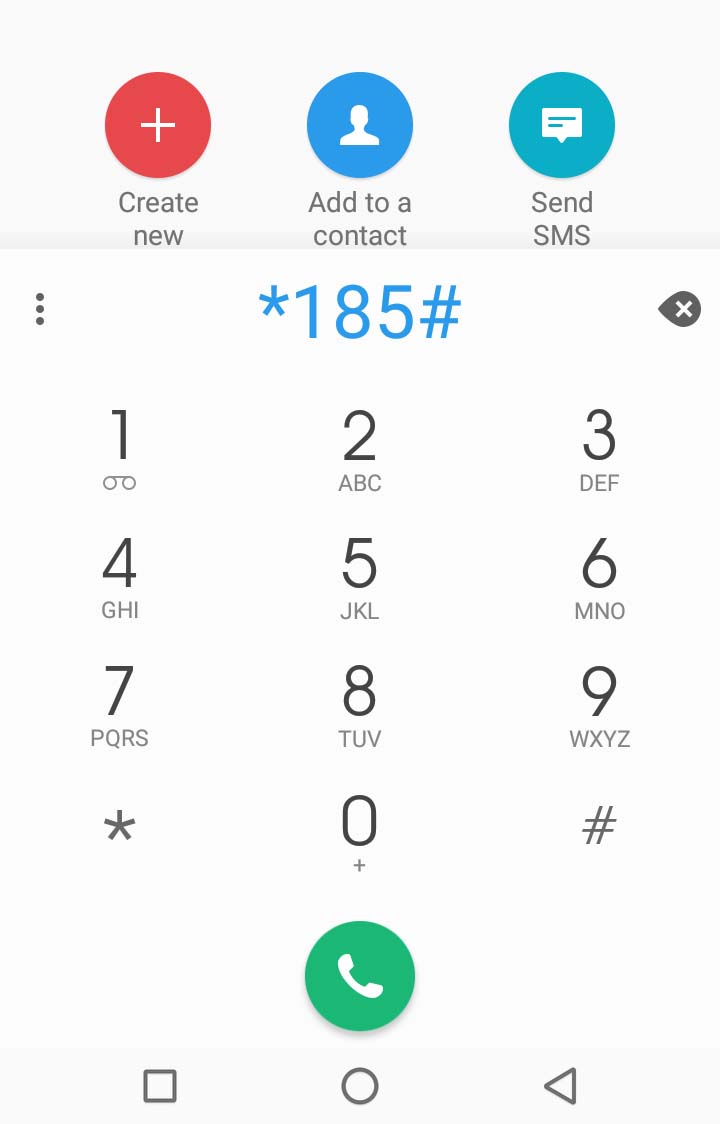 Create Add to a Send
new contact SMS
*185#
1 2 3
ABC DEF
4 5 6
GHI JKL MNO
7 8 9
PQRS TUV WXYZ
* 0 #
+